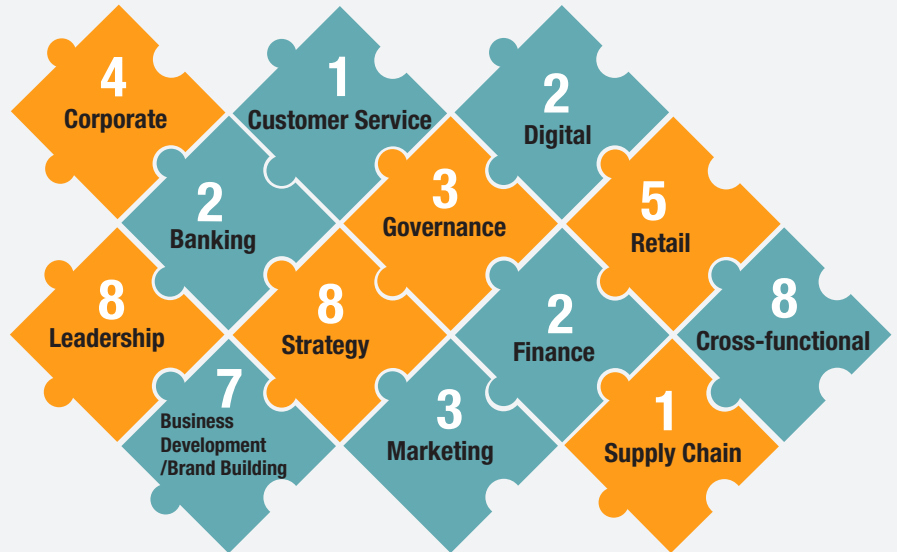 4
Corporate
1
Customer Service
2
Digital
2
Banking
3
Governance
5
Retail
8
Leadership
8
Strategy
2
Finance
8
Cross-functional
7
Business
Development
/Brand Building
3
Marketing
1
Supply Chain